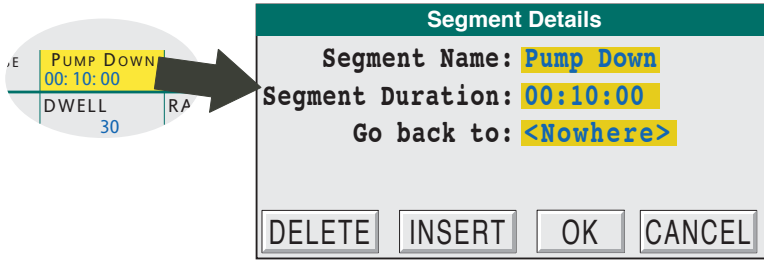 PUMP DOWN
00: 10: 00
DWELL RA
30
Segment Details
Segment Name: Pump Down
Segment Duration: 00:10:00
Go back to: <Nowhere>
DELETE INSERT OK CANCEL